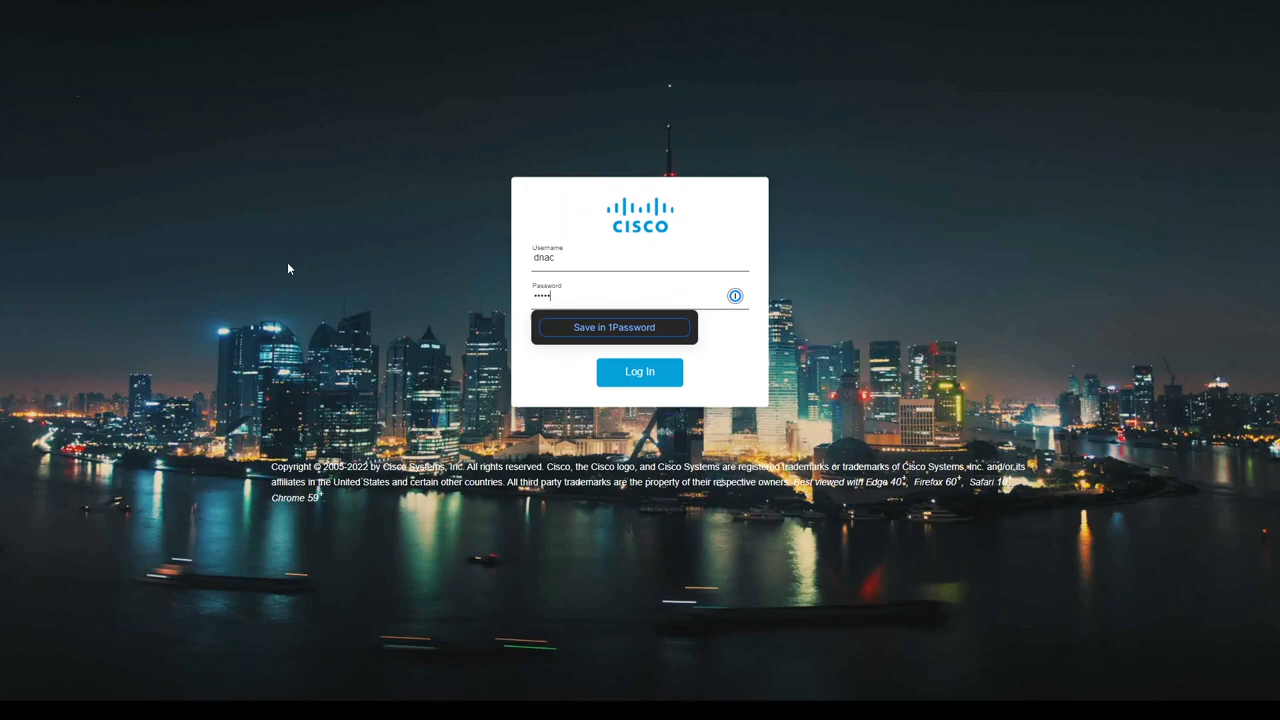 CISCO
Username
dnac
Password
•••••
Save in 1Password
Log In
Copyright © 2005-2022 by Cisco Systems, Inc. All rights reserved. Cisco, the Cisco logo, and Cisco Systems are registered trademarks or trademarks of Cisco Systems, Inc. and/or its
affiliates in the United States and certain other countries. All third party trademarks are the property of their respective owners. Best viewed with Edge 40+, Firefox 60+, Safari 10+,
Chrome 59+.